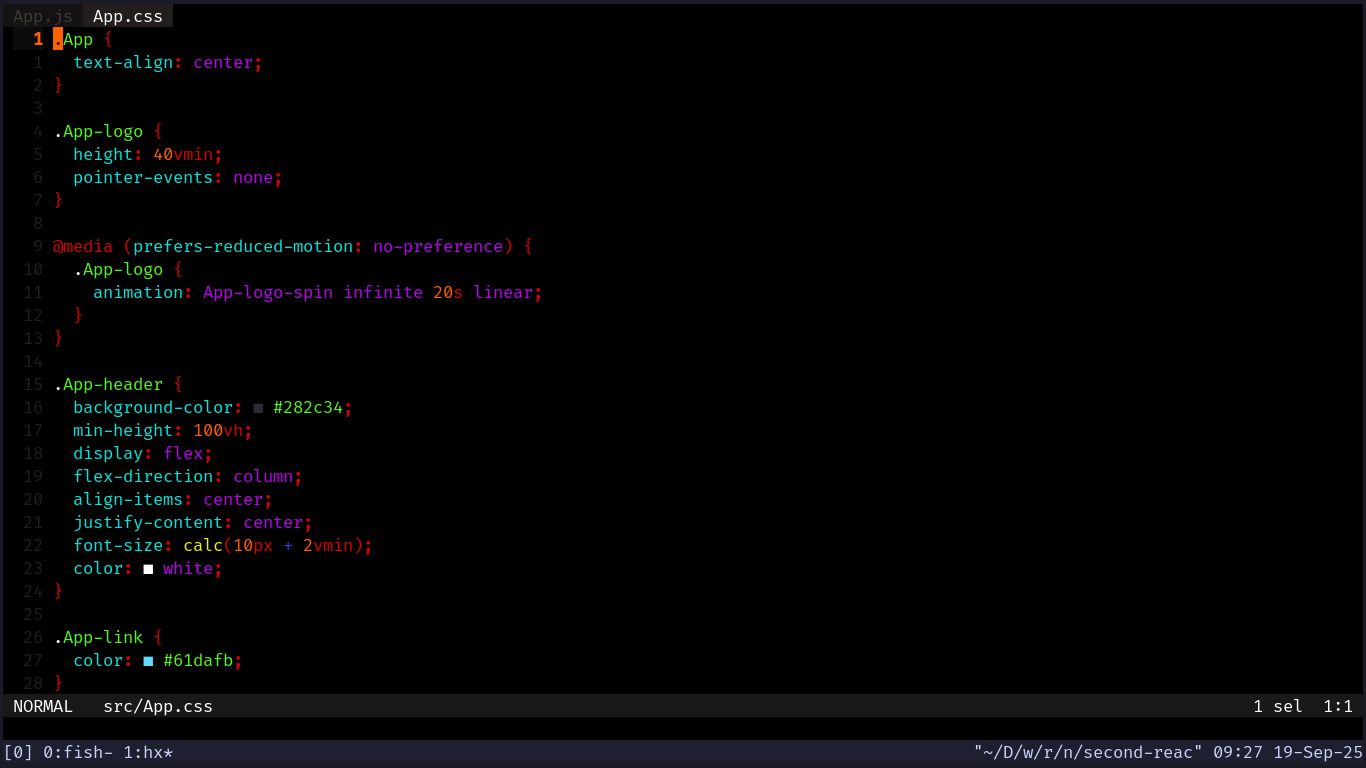 App.js App.css
1 .App {
1 text-align: center;
2 }
3
4 .App-logo {
5 height: 40vmin;
6 pointer-events: none;
7 }
8
9 @media (prefers-reduced-motion: no-preference) {
10 .App-logo {
11 animation: App-logo-spin infinite 20s linear;
12 }
13 }
14
15 .App-header {
16 background-color: ■ #282c34;
17 min-height: 100vh;
18 display: flex;
19 flex-direction: column;
20 align-items: center;
21 justify-content: center;
22 font-size: calc(10px + 2vmin);
23 color: ■ white;
24 }
25
26 .App-link {
27 color: ■ #61dafb;
28 }
NORMAL src/App.css 1 sel 1:1
[0] 0:fish- 1:hx* "~/D/w/r/n/second-reac" 09:27 19-Sep-25